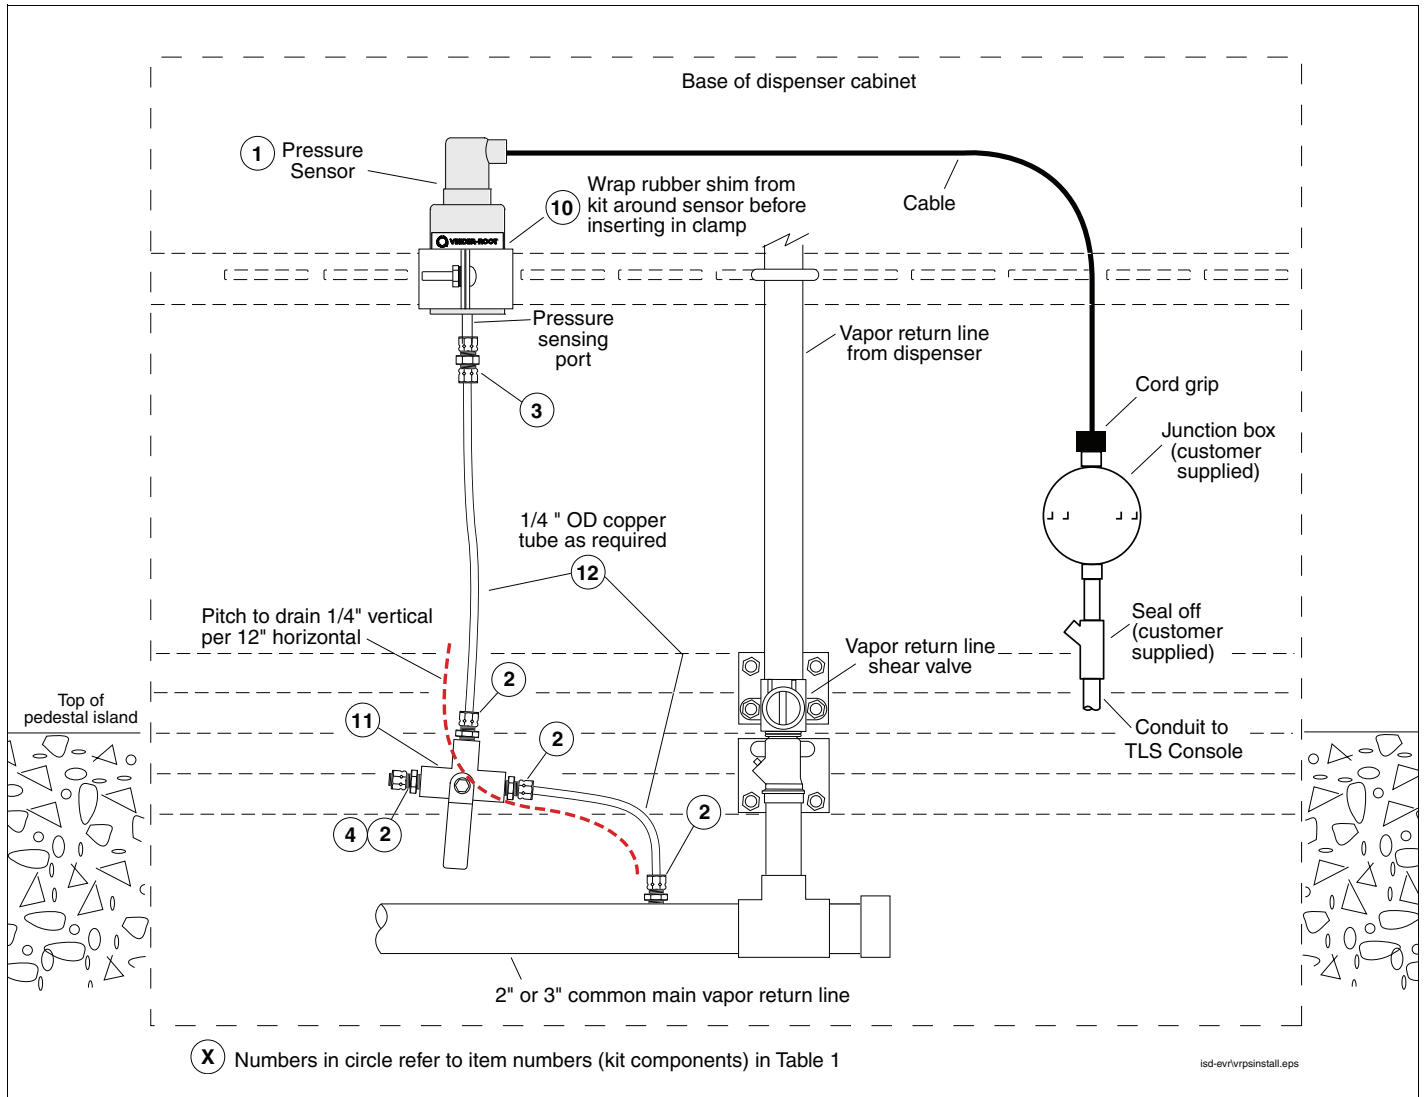 Base of dispenser cabinet
1 Pressure
Sensor
10 Wrap rubber shim from
kit around sensor before
inserting in clamp
Cable
VEEDER-ROOT
Pressure
sensing
port
Vapor return line
from dispenser
3
Cord grip
Junction box
(customer
supplied)
1/4 " OD copper
tube as required
12
Pitch to drain 1/4" vertical
per 12" horizontal
Seal off
(customer
supplied)
Vapor return line
shear valve
2
Top of
pedestal island
11
2
Conduit to
TLS Console
4 2
2
2" or 3" common main vapor return line
X Numbers in circle refer to item numbers (kit components) in Table 1
isd-evr\vrpsinstall.eps